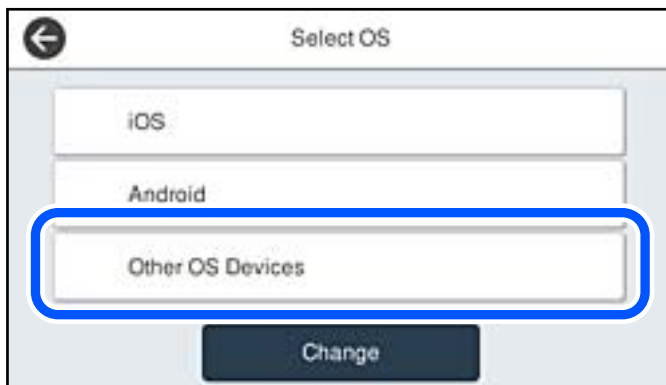 Select OS
iOS
Android
Other OS Devices
Change